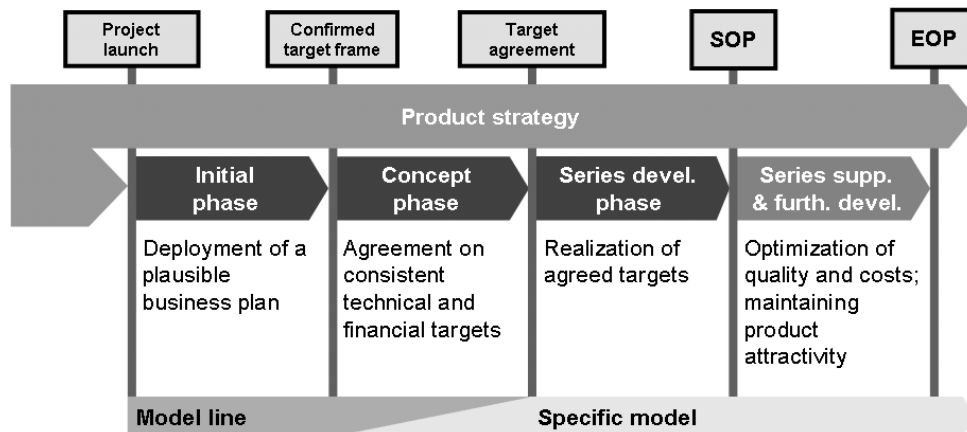 Project
launch
Confirmed
target frame
Target
agreement
SOP
EOP
Product strategy
Initial
phase
Concept
phase
Series devel.
phase
Series supp.
& furth. devel.
Deployment of a
plausible
business plan
Agreement on
consistent
technical and
financial targets
Realization of
agreed targets
Optimization of
quality and costs;
maintaining
product
attractivity
Model line
Specific model